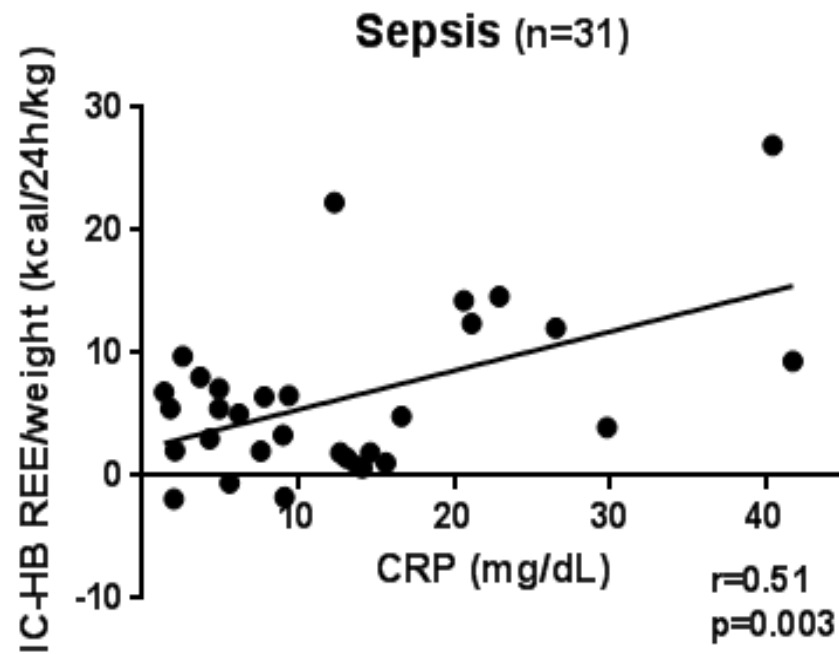 Sepsis (n=31)
IC-HB REE/weight (kcal/24h/kg)
30
20
10
0
-10
10
20
30
40
CRP (mg/dL)
r=0.51
p=0.003